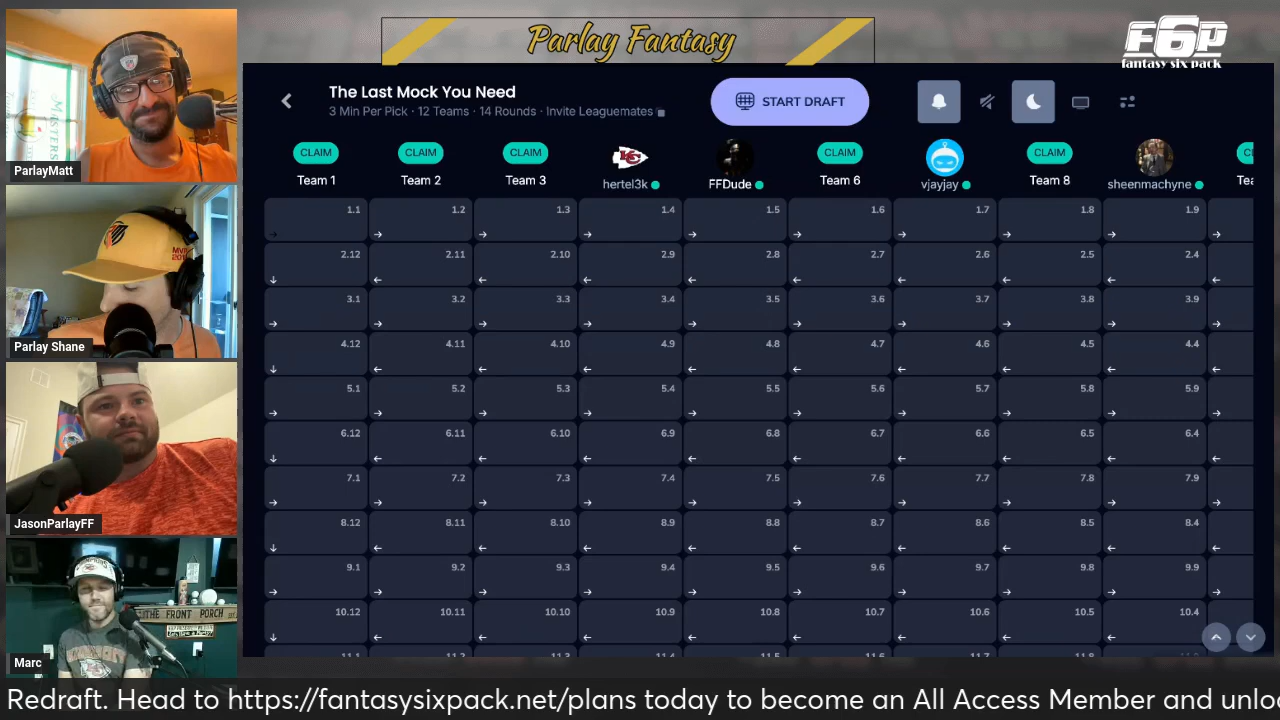 Parlay Fantasy
F6P
fantasy six pack
ParlayMatt
Parlay Shane
JasonParlayFF
THE FRONT PORCH
Marc
The Last Mock You Need
3 Min Per Pick · 12 Teams · 14 Rounds · Invite Leaguemates
START DRAFT
CLAIM CLAIM CLAIM CLAIM CLAIM
Team 1 Team 2 Team 3 hertel3k FFDude Team 6 vjayjay Team 8 sheenmachyne Tea
1.1 1.2 1.3 1.4 1.5 1.6 1.7 1.8 1.9
2.12 2.11 2.10 2.9 2.8 2.7 2.6 2.5 2.4
3.1 3.2 3.3 3.4 3.5 3.6 3.7 3.8 3.9
4.12 4.11 4.10 4.9 4.8 4.7 4.6 4.5 4.4
5.1 5.2 5.3 5.4 5.5 5.6 5.7 5.8 5.9
6.12 6.11 6.10 6.9 6.8 6.7 6.6 6.5 6.4
7.1 7.2 7.3 7.4 7.5 7.6 7.7 7.8 7.9
8.12 8.11 8.10 8.9 8.8 8.7 8.6 8.5 8.4
9.1 9.2 9.3 9.4 9.5 9.6 9.7 9.8 9.9
10.12 10.11 10.10 10.9 10.8 10.7 10.6 10.5 10.4
Redraft. Head to https://fantasysixpack.net/plans today to become an All Access Member and unlo